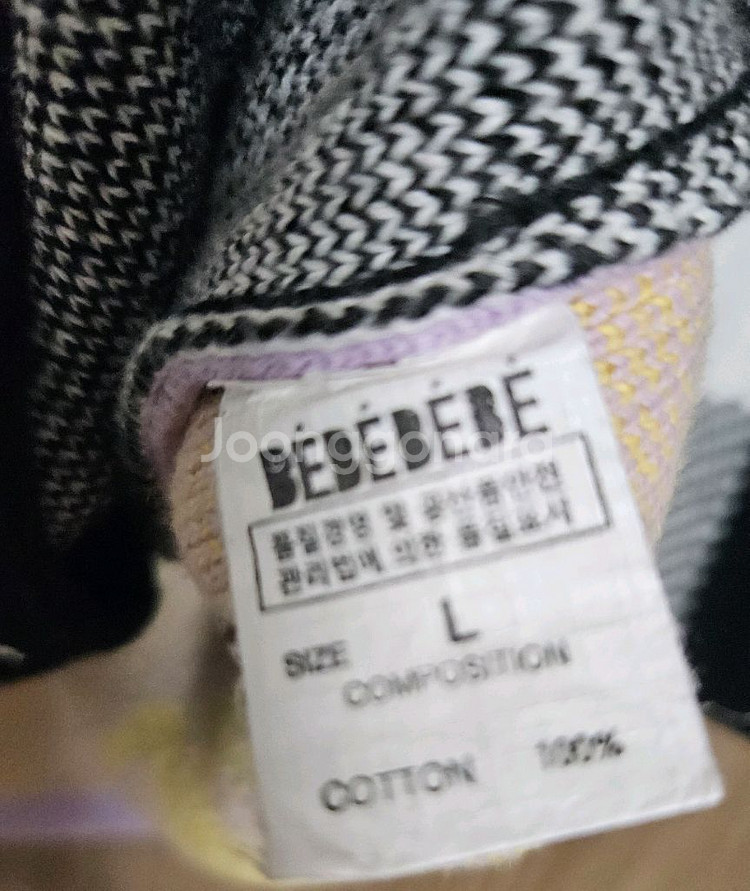 BÉBÉDÉBÉ
Joonggonara
품질경영 및 공산품안전
관리법에 의한 품질표시
SIZE L
COMPOSITION
COTTON 100%